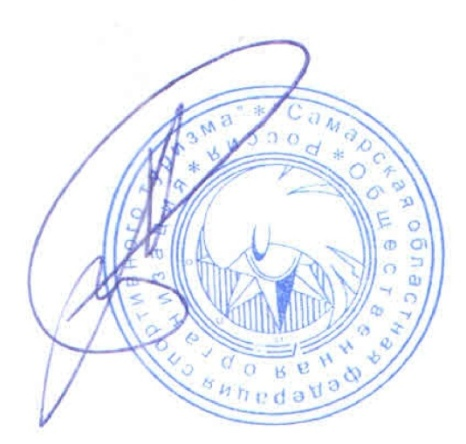 Самарская областная федерация спортивного туризма" *
* Общественная организация * Россия